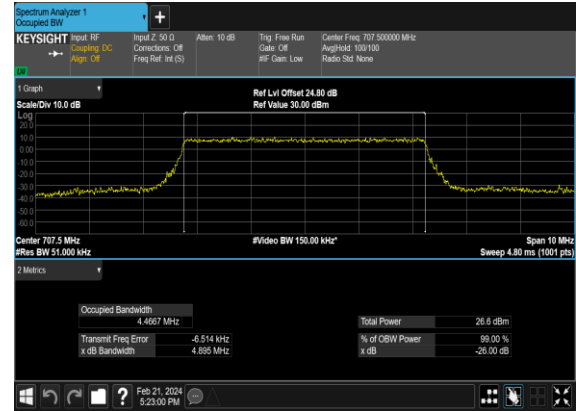 Spectrum Analyzer 1
Occupied BW
KEYSIGHT Input: RF Input Z: 50 Ω Atten: 10 dB Trig: Free Run Center Freq: 707.500000 MHz
Coupling: DC Corrections: Off Gate: Off Avg|Hold: 100/100
Align: Off Freq Ref: Int (S) #IF Gain: Low Radio Std: None
1 Graph
Ref Lvl Offset 24.80 dB
Scale/Div 10.0 dB Ref Value 30.00 dBm
Log
20.0
10.0
0.00
-10.0
-20.0
-30.0
-40.0
-50.0
-60.0
Center 707.5 MHz #Video BW 150.00 kHz* Span 10 MHz
#Res BW 51.000 kHz Sweep 4.80 ms (1001 pts)
2 Metrics
Occupied Bandwidth
4.4667 MHz Total Power 26.6 dBm
Transmit Freq Error -6.514 kHz % of OBW Power 99.00 %
x dB Bandwidth 4.895 MHz x dB -26.00 dB
Feb 21, 2024
5:23:00 PM